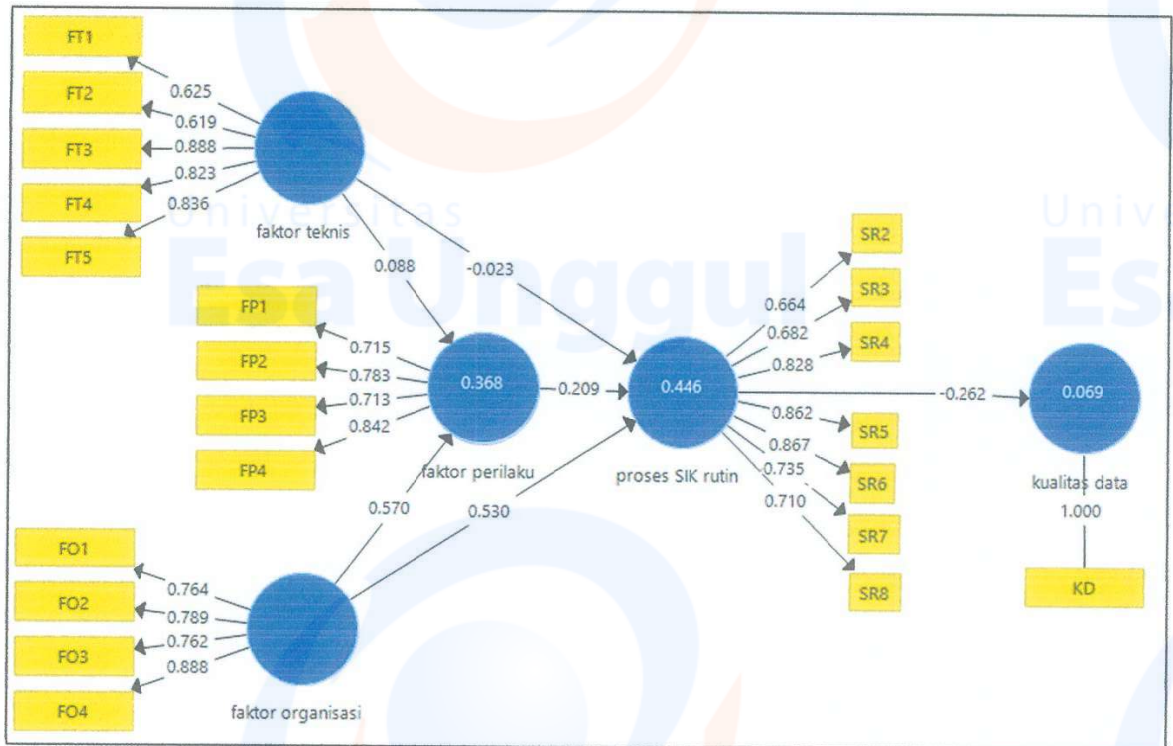 FT1
FT2
FT3
FT4
FT5
0.625
0.619
0.888
0.823
0.836
faktor teknis
0.088
-0.023
Universitas
Esa Unggul
Univ
Es
FP1
FP2
FP3
FP4
0.715
0.783
0.713
0.842
0.368
faktor perilaku
0.209
0.446
proses SIK rutin
0.570
0.530
SR2
SR3
SR4
SR5
SR6
SR7
SR8
0.664
0.682
0.828
0.862
0.867
0.735
0.710
-0.262
0.069
kualitas data
1.000
KD
FO1
FO2
FO3
FO4
0.764
0.789
0.762
0.888
faktor organisasi